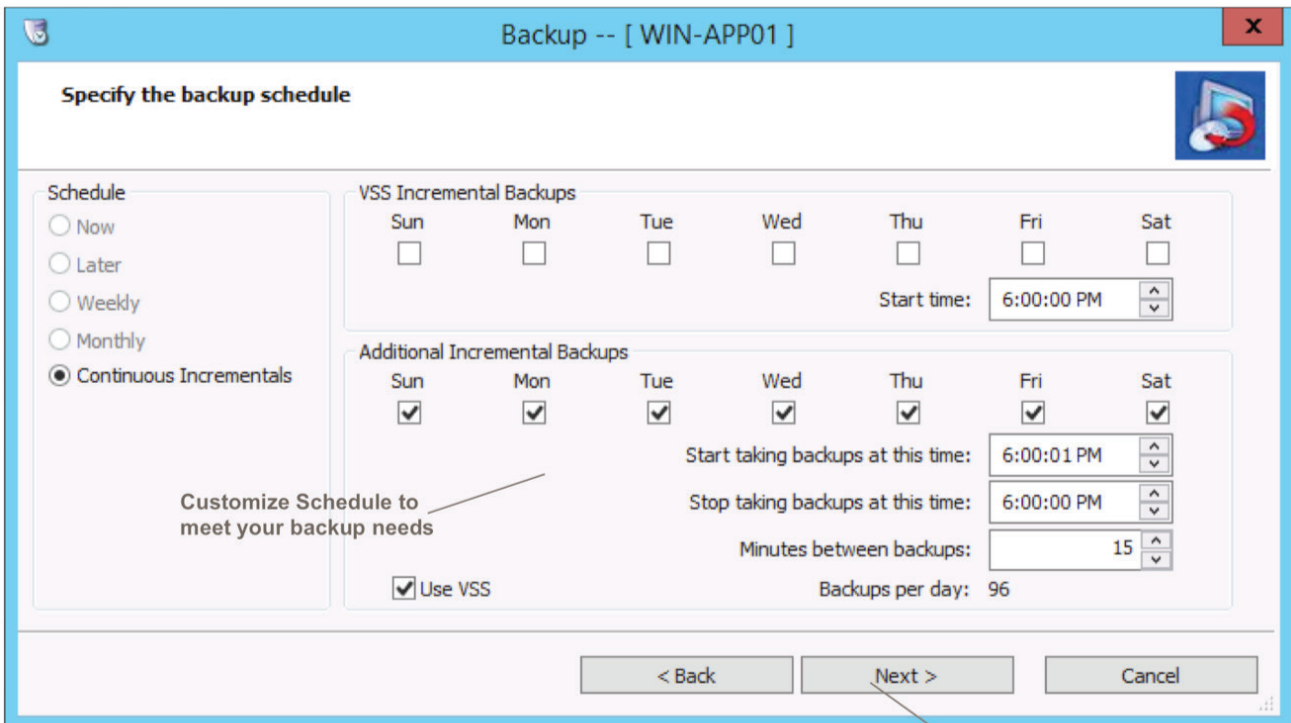 Backup -- [ WIN-APP01 ]
x
Specify the backup schedule
Schedule
Now
Later
Weekly
Monthly
Continuous Incrementals
VSS Incremental Backups
Sun Mon Tue Wed Thu Fri Sat
Start time: 6:00:00 PM
Additional Incremental Backups
Sun Mon Tue Wed Thu Fri Sat
Start taking backups at this time: 6:00:01 PM
Stop taking backups at this time: 6:00:00 PM
Minutes between backups: 15
Use VSS Backups per day: 96
Customize Schedule to
meet your backup needs
< Back Next > Cancel